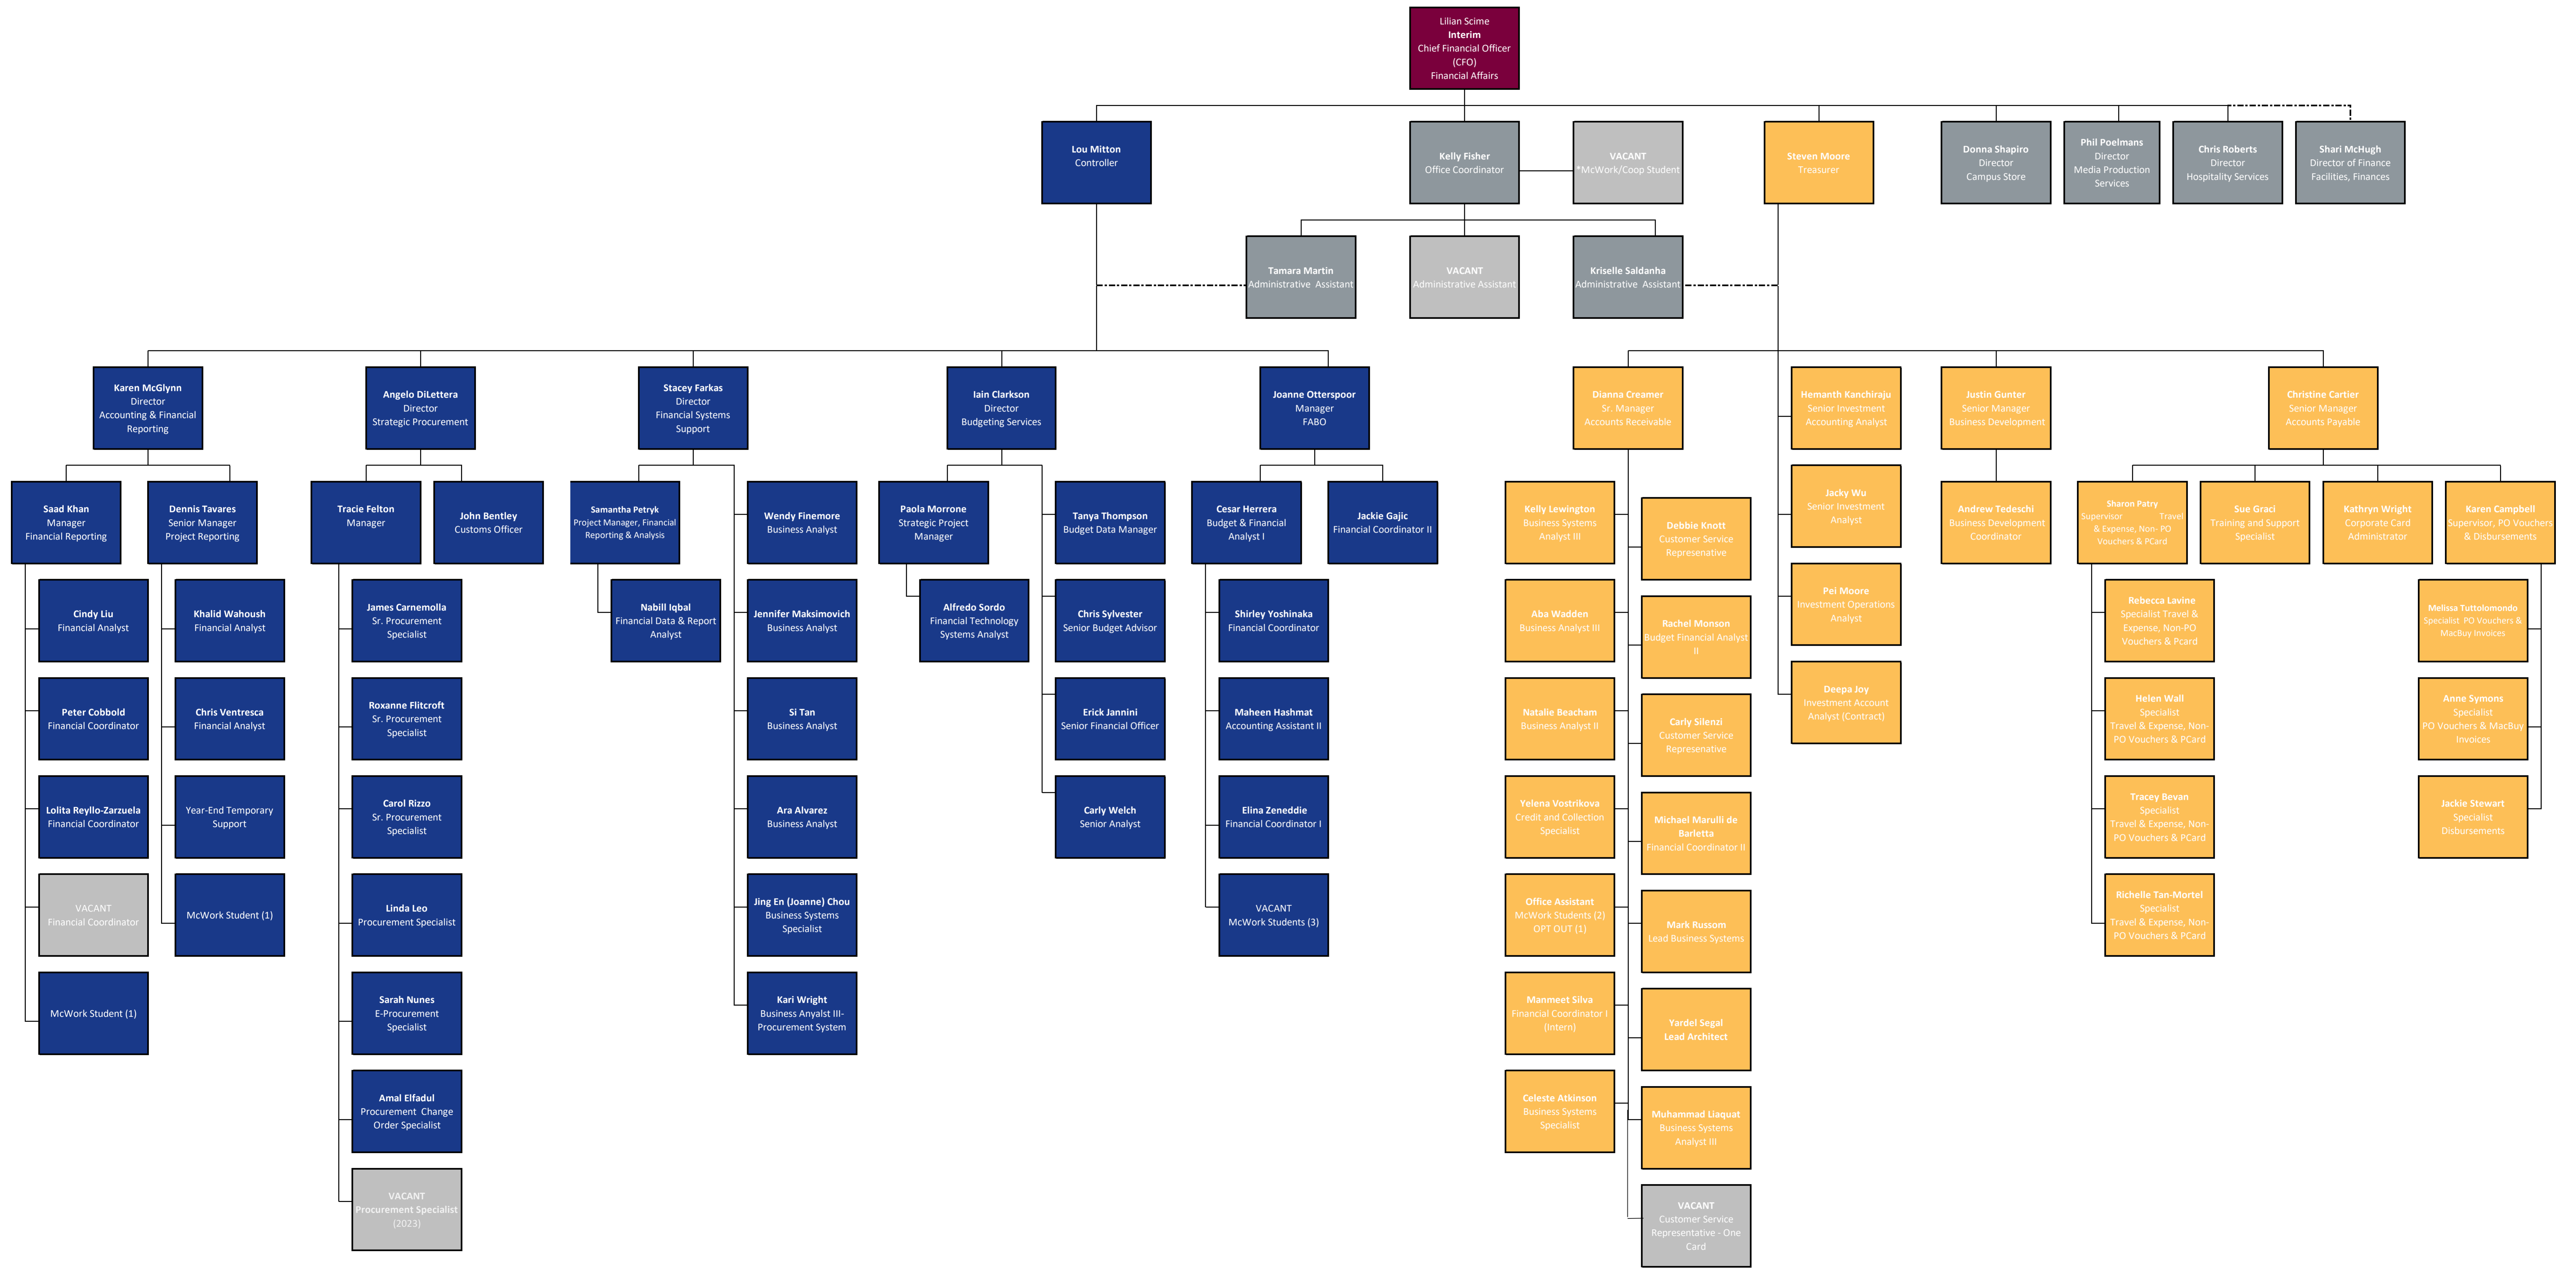 Lilian Scime
Interim
Chief Financial Officer
(CFO)
Financial Affairs
Lou Mitton
Controller
Kelly Fisher
Office Coordinator
VACANT
*McWork/Coop Student
Steven Moore
Treasurer
Donna Shapiro
Director
Campus Store
Phil Poelmans
Director
Media Production
Services
Chris Roberts
Director
Hospitality Services
Shari McHugh
Director of Finance
Facilities, Finances
Tamara Martin
Administrative Assistant
VACANT
Administrative Assistant
Kriselle Saldanha
Administrative Assistant
Karen McGlynn
Director
Accounting & Financial
Reporting
Angelo DiLettera
Director
Strategic Procurement
Stacey Farkas
Director
Financial Systems
Support
Iain Clarkson
Director
Budgeting Services
Joanne Otterspoor
Manager
FABO
Dianna Creamer
Sr. Manager
Accounts Receivable
Hemanth Kanchiraju
Senior Investment
Accounting Analyst
Justin Gunter
Senior Manager
Business Development
Christine Cartier
Senior Manager
Accounts Payable
Saad Khan
Manager
Financial Reporting
Dennis Tavares
Senior Manager
Project Reporting
Tracie Felton
Manager
John Bentley
Customs Officer
Samantha Petryk
Project Manager, Financial
Reporting & Analysis
Wendy Finemore
Business Analyst
Paola Morrone
Strategic Project
Manager
Tanya Thompson
Budget Data Manager
Cesar Herrera
Budget & Financial
Analyst I
Jackie Gajic
Financial Coordinator II
Kelly Lewington
Business Systems
Analyst III
Debbie Knott
Customer Service
Represenative
Jacky Wu
Senior Investment
Analyst
Andrew Tedeschi
Business Development
Coordinator
Sharon Patry
Supervisor Travel
& Expense, Non- PO
Vouchers & PCard
Sue Graci
Training and Support
Specialist
Kathryn Wright
Corporate Card
Administrator
Karen Campbell
Supervisor, PO Vouchers
& Disbursements
Cindy Liu
Financial Analyst
Khalid Wahoush
Financial Analyst
James Carnemolla
Sr. Procurement
Specialist
Nabill Iqbal
Financial Data & Report
Analyst
Jennifer Maksimovich
Business Analyst
Alfredo Sordo
Financial Technology
Systems Analyst
Chris Sylvester
Senior Budget Advisor
Shirley Yoshinaka
Financial Coordinator
Aba Wadden
Business Analyst III
Rachel Monson
Budget Financial Analyst
II
Pei Moore
Investment Operations
Analyst
Rebecca Lavine
Specialist Travel &
Expense, Non-PO
Vouchers & Pcard
Melissa Tuttolomondo
Specialist PO Vouchers &
MacBuy Invoices
Peter Cobbold
Financial Coordinator
Chris Ventresca
Financial Analyst
Roxanne Flitcroft
Sr. Procurement
Specialist
Si Tan
Business Analyst
Erick Jannini
Senior Financial Officer
Maheen Hashmat
Accounting Assistant II
Natalie Beacham
Business Analyst II
Carly Silenzi
Customer Service
Represenative
Deepa Joy
Investment Account
Analyst (Contract)
Helen Wall
Specialist
Travel & Expense, Non-
PO Vouchers & PCard
Anne Symons
Specialist
PO Vouchers & MacBuy
Invoices
Lolita Reyllo-Zarzuela
Financial Coordinator
Year-End Temporary
Support
Carol Rizzo
Sr. Procurement
Specialist
Ara Alvarez
Business Analyst
Carly Welch
Senior Analyst
Elina Zeneddie
Financial Coordinator I
Yelena Vostrikova
Credit and Collection
Specialist
Michael Marulli de
Barletta
Financial Coordinator II
Tracey Bevan
Specialist
Travel & Expense, Non-
PO Vouchers & PCard
Jackie Stewart
Specialist
Disbursements
VACANT
Financial Coordinator
McWork Student (1)
Linda Leo
Procurement Specialist
Jing En (Joanne) Chou
Business Systems
Specialist
VACANT
McWork Students (3)
Office Assistant
McWork Students (2)
OPT OUT (1)
Mark Russom
Lead Business Systems
Richelle Tan-Mortel
Specialist
Travel & Expense, Non-
PO Vouchers & PCard
McWork Student (1)
Sarah Nunes
E-Procurement
Specialist
Kari Wright
Business Anyalst III-
Procurement System
Manmeet Silva
Financial Coordinator I
(Intern)
Yardel Segal
Lead Architect
Amal Elfadul
Procurement Change
Order Specialist
Celeste Atkinson
Business Systems
Specialist
Muhammad Liaquat
Business Systems
Analyst III
VACANT
Procurement Specialist
(2023)
VACANT
Customer Service
Representative - One
Card